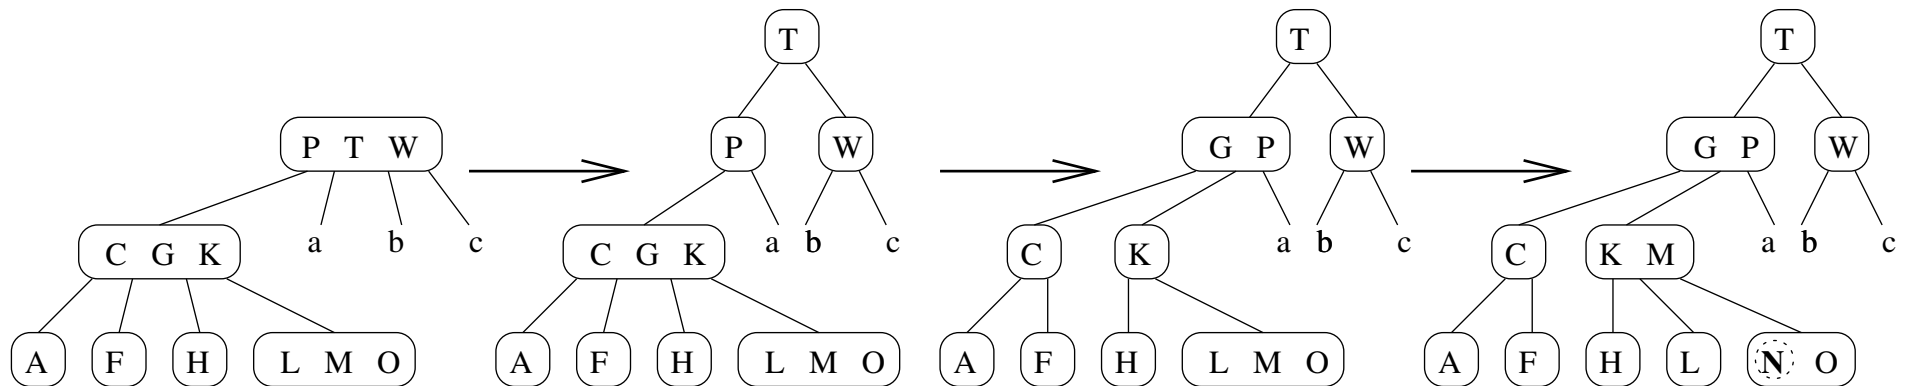 T T T
P T W P W G P W G P W
C G K a b c C G K a b c C K a b c C K M a b c
A F H L M O A F H L M O A F H L M O A F H L N O